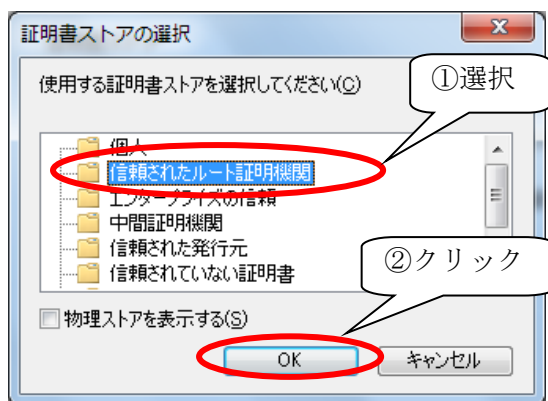 証明書ストアの選択
使用する証明書ストアを選択してください(C)
①選択
個人
信頼されたルート証明機関
エンタープライズの信頼
中間証明機関
信頼された発行元
信頼されていない証明書
②クリック
物理ストアを表示する(S)
OK
キャンセル